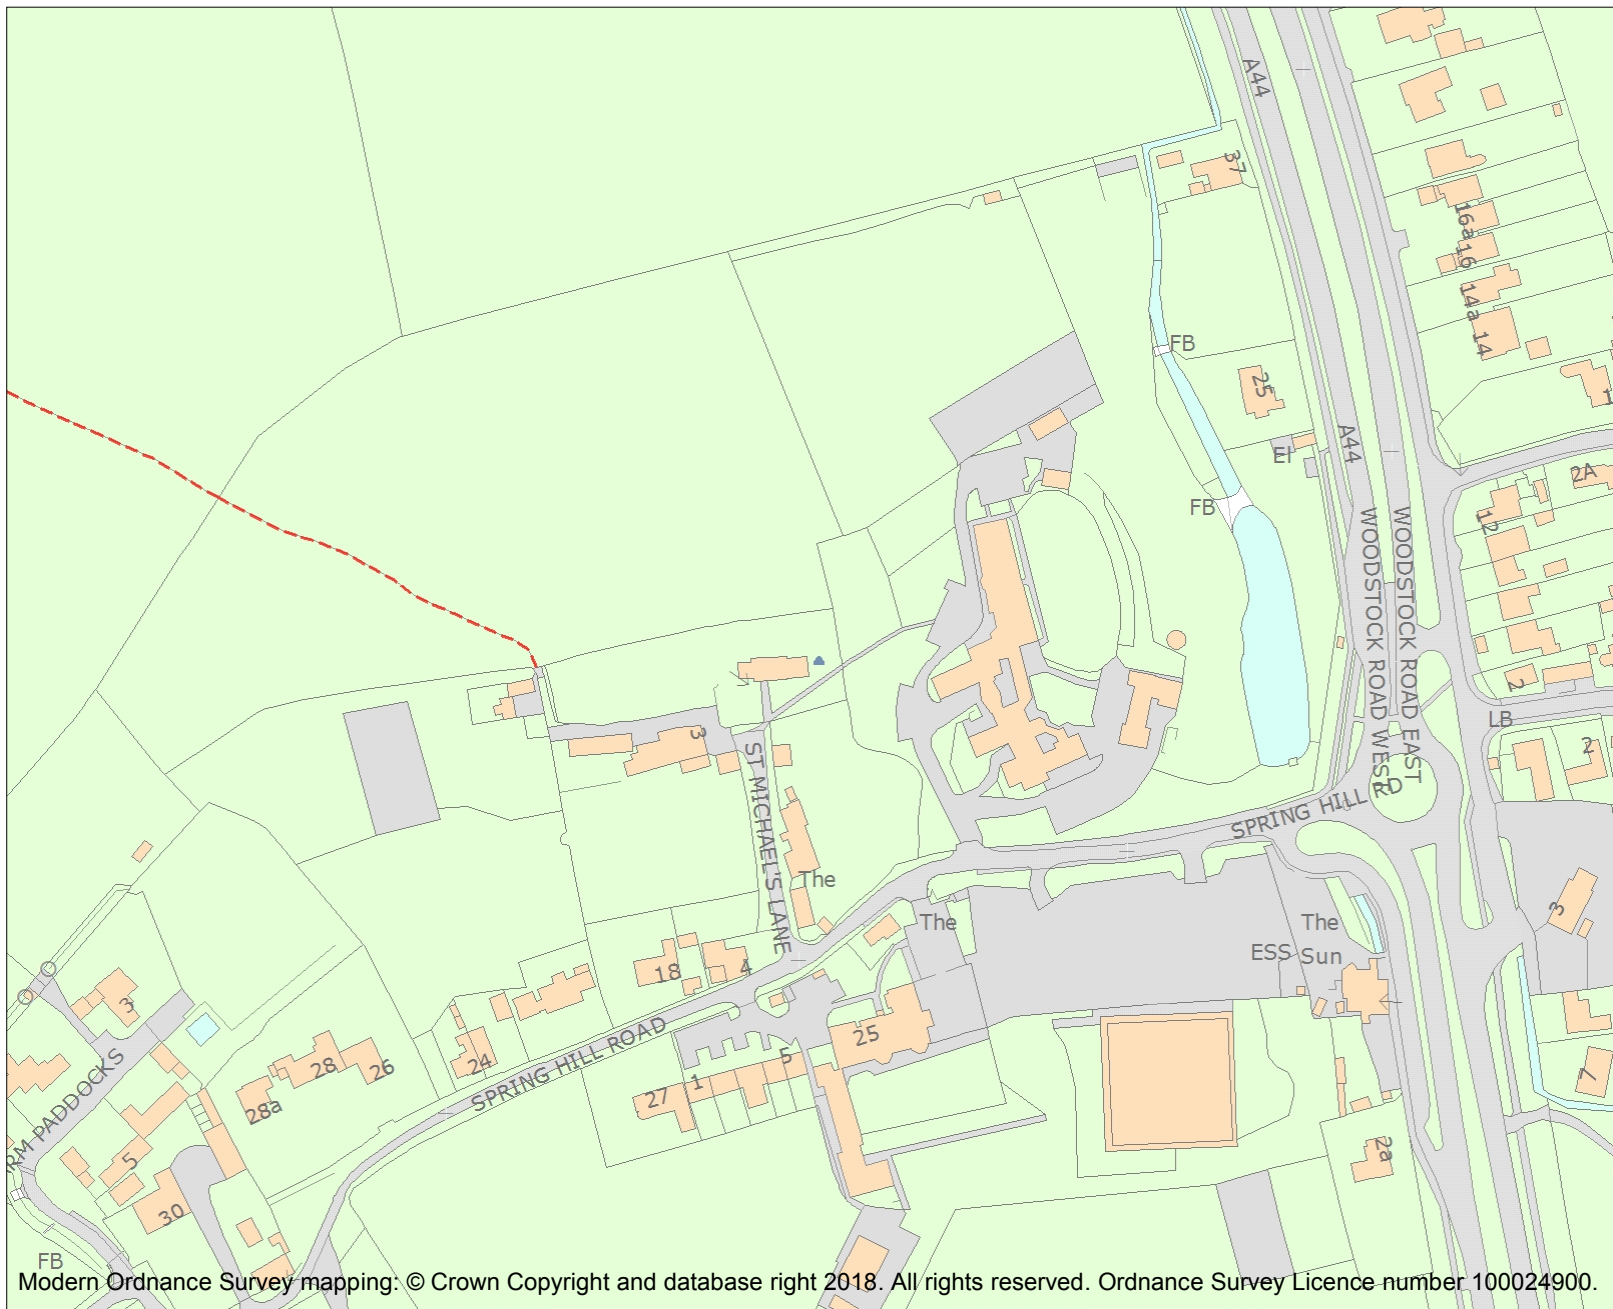 A44
37
16a
16
14a
14
FB
25
1
A44
El
2A
FB
12
WOODSTOCK ROAD WEST
WOODSTOCK ROAD EAST
2
LB
3
2
ST MICHAEL'S LANE
SPRING HILL RD
The
3
The
The
ESS
Sun
18
4
3
25
28
26
24
SPRING HILL ROAD
5
28a
27
1
7
RM PADDOCKS
5
2a
30
FB
Modern Ordnance Survey mapping: © Crown Copyright and database right 2018. All rights reserved. Ordnance Survey Licence number 100024900.